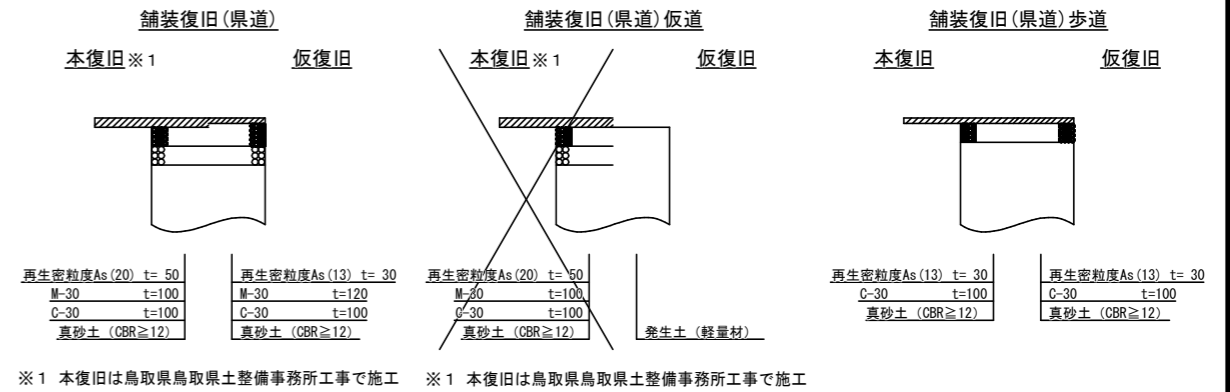 舗装復旧(県道)
本復旧※1
仮復旧
再生密粒度As(20) t= 50
M-30 t=100
C-30 t=100
真砂土(CBR≧12)
再生密粒度As(13) t= 30
M-30 t=120
C-30 t=100
真砂土(CBR≧12)
※1 本復旧は鳥取県鳥取県土整備事務所工事で施工
舗装復旧(県道)仮道
本復旧※1
仮復旧
再生密粒度As(20) t= 50
M-30 t=100
C-30 t=100
真砂土(CBR≧12)
発生土(軽量材)
※1 本復旧は鳥取県鳥取県土整備事務所工事で施工
舗装復旧(県道)歩道
本復旧
仮復旧
再生密粒度As(13) t= 30
C-30 t=100
真砂土(CBR≧12)
再生密粒度As(13) t= 30
C-30 t=100
真砂土(CBR≧12)